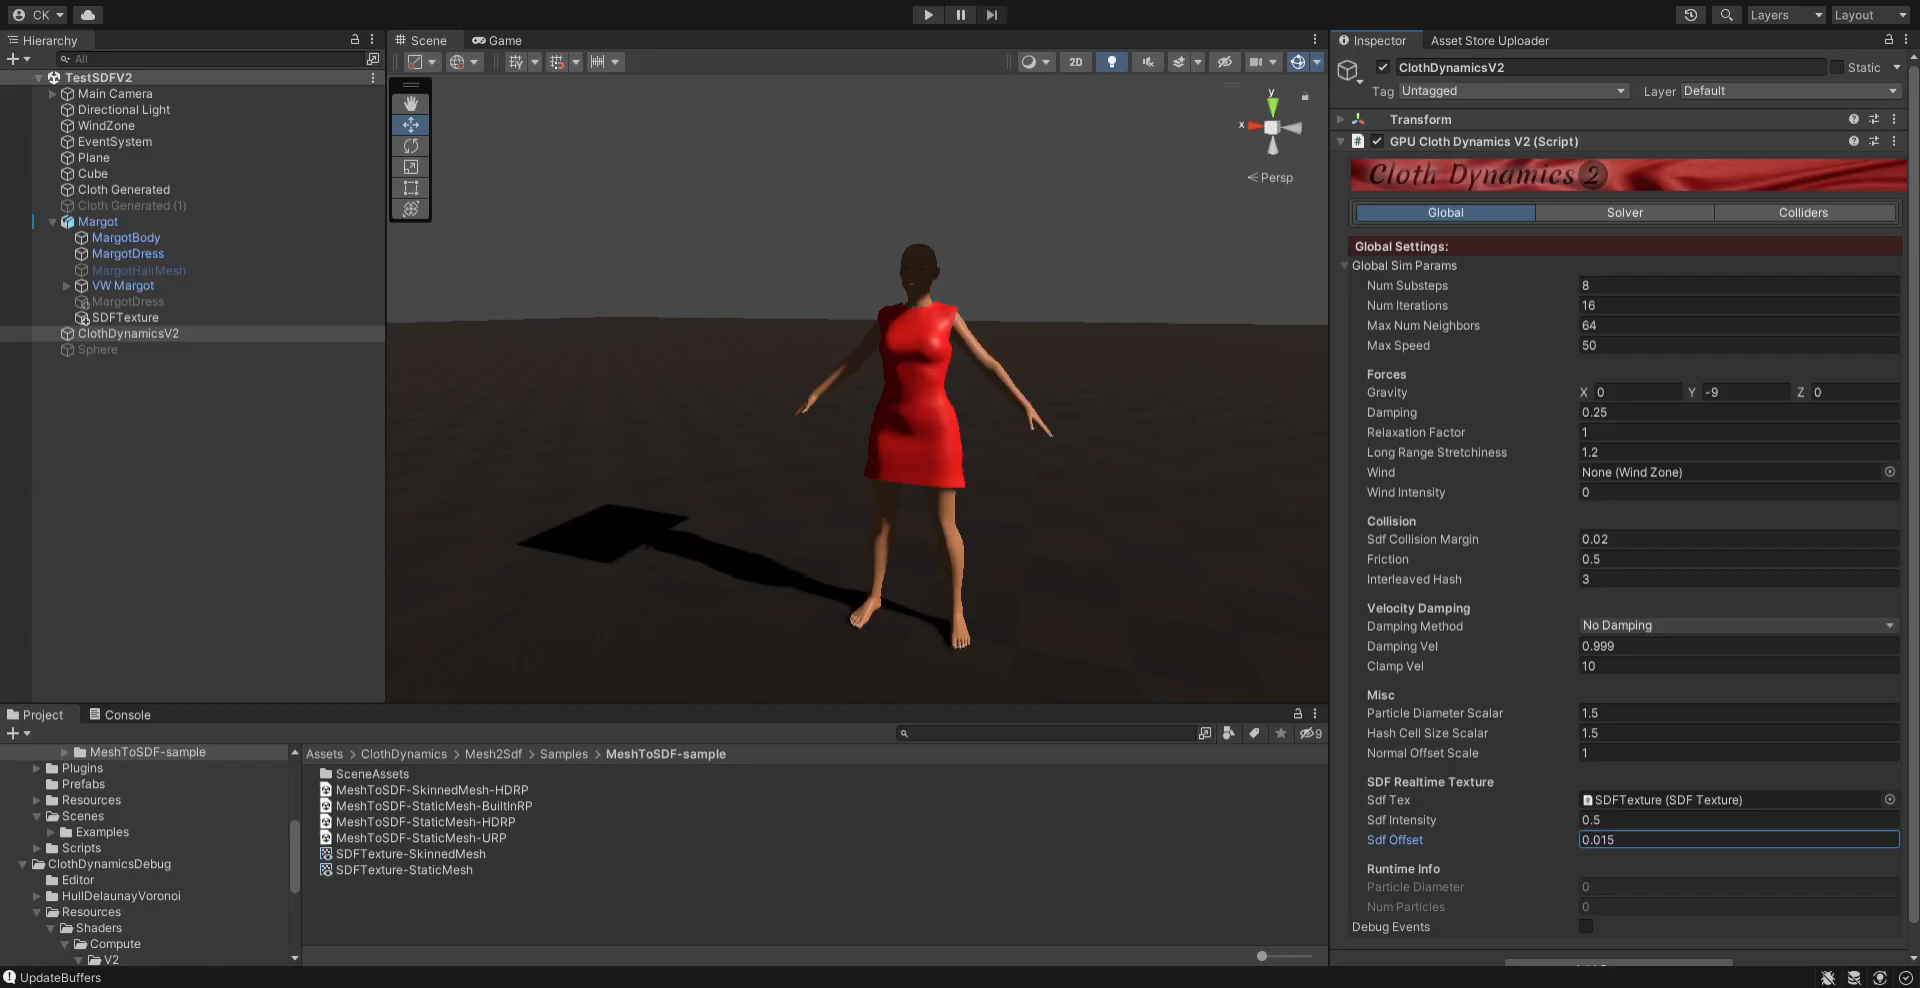 CK
Layers
Layout
Hierarchy
Scene
Game
Inspector
Asset Store Uploader
All
2D
ClothDynamicsV2
Static
Tag Untagged
Layer Default
TestSDFV2
Main Camera
Directional Light
WindZone
EventSystem
Plane
Cube
Cloth Generated
Cloth Generated (1)
Margot
MargotBody
MargotDress
MargotHairMesh
VW Margot
MargotDress
SDFTexture
ClothDynamicsV2
Sphere
y
x
< Persp
Transform
GPU Cloth Dynamics V2 (Script)
Cloth Dynamics 2
Global
Solver
Colliders
Global Settings:
Global Sim Params
Num Substeps 8
Num Iterations 16
Max Num Neighbors 64
Max Speed 50
Forces
Gravity X 0 Y -9 Z 0
Damping 0.25
Relaxation Factor 1
Long Range Stretchiness 1.2
Wind None (Wind Zone)
Wind Intensity 0
Collision
Sdf Collision Margin 0.02
Friction 0.5
Interleaved Hash 3
Velocity Damping
Damping Method No Damping
Damping Vel 0.999
Clamp Vel 10
Misc
Particle Diameter Scalar 1.5
Hash Cell Size Scalar 1.5
Normal Offset Scale 1
SDF Realtime Texture
Sdf Tex SDFTexture (SDF Texture)
Sdf Intensity 0.5
Sdf Offset 0.015
Runtime Info
Particle Diameter 0
Num Particles 0
Debug Events
Project
Console
9
MeshToSDF-sample
Plugins
Prefabs
Resources
Scenes
Examples
Scripts
ClothDynamicsDebug
Editor
HullDelaunayVoronoi
Resources
Shaders
Compute
V2
Assets > ClothDynamics > Mesh2Sdf > Samples > MeshToSDF-sample
SceneAssets
MeshToSDF-SkinnedMesh-HDRP
MeshToSDF-StaticMesh-BuiltInRP
MeshToSDF-StaticMesh-HDRP
MeshToSDF-StaticMesh-URP
SDFTexture-SkinnedMesh
SDFTexture-StaticMesh
UpdateBuffers